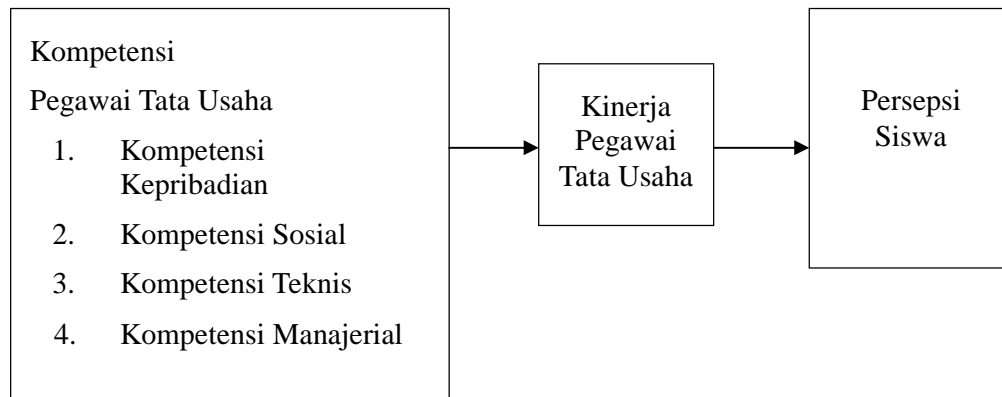 Kompetensi
Pegawai Tata Usaha
1. Kompetensi
Kepribadian
2. Kompetensi Sosial
3. Kompetensi Teknis
4. Kompetensi Manajerial
Kinerja
Pegawai
Tata Usaha
Persepsi
Siswa